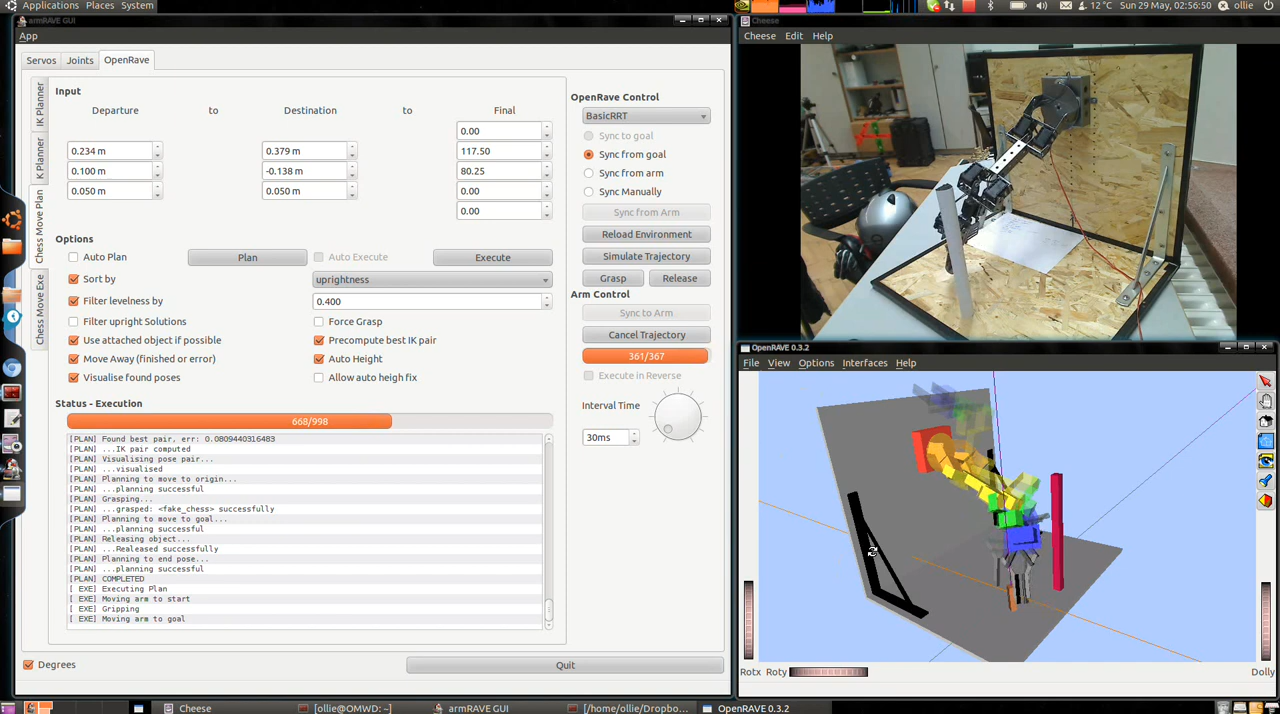 Applications Places System
12 °C Sun 29 May, 02:56:50 ollie
armRAVE GUI
App
Servos Joints OpenRave
IK Planner
K Planner
Chess Move Plan
Chess Move Exe
Input
Departure to Destination to Final
0.00
0.234 m 0.379 m 117.50
0.100 m -0.138 m 80.25
0.050 m 0.050 m 0.00
0.00
Options
Auto Plan Plan Auto Execute Execute
Sort by uprightness
Filter levelness by 0.400
Filter upright Solutions Force Grasp
Use attached object if possible Precompute best IK pair
Move Away (finished or error) Auto Height
Visualise found poses Allow auto heigh fix
Status - Execution
668/998
[PLAN] Found best pair, err: 0.0809440316483
[PLAN] ...IK pair computed
[PLAN] Visualising pose pair...
[PLAN] ...visualised
[PLAN] Planning to move to origin...
[PLAN] ...planning successful
[PLAN] Grasping...
[PLAN] ...grasped: <fake_chess> successfully
[PLAN] Planning to move to goal...
[PLAN] ...planning successful
[PLAN] Releasing object...
[PLAN] ...Realeased successfully
[PLAN] Planning to end pose...
[PLAN] ...planning successful
[PLAN] COMPLETED
[ EXE] Executing Plan
[ EXE] Moving arm to start
[ EXE] Gripping
[ EXE] Moving arm to goal
Degrees Quit
OpenRave Control
BasicRRT
Sync to goal
Sync from goal
Sync from arm
Sync Manually
Sync from Arm
Reload Environment
Simulate Trajectory
Grasp Release
Arm Control
Sync to Arm
Cancel Trajectory
361/367
Execute in Reverse
Interval Time
30ms
Cheese
Cheese Edit Help
OpenRAVE 0.3.2
File View Options Interfaces Help
Rotx Roty Dolly
Cheese [ollie@OMWD: ~] armRAVE GUI [/home/ollie/Dropbo... OpenRAVE 0.3.2